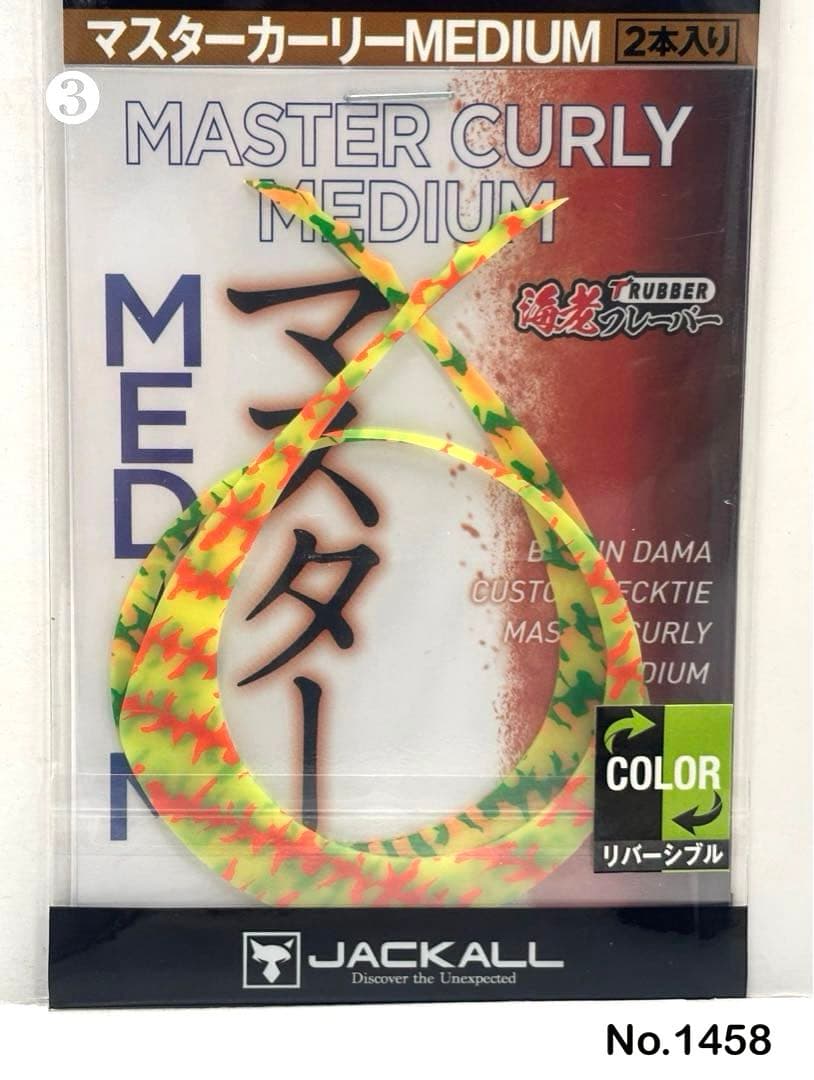 マスターカーリーMEDIUM 2本入り
3
MASTER CURLY
MEDIUM
MED
マスター
T RUBBER
海老フレーバー
DAMA
CURLY
COLOR
リバーシブル
JACKALL
Discover the Unexpected
No.1458